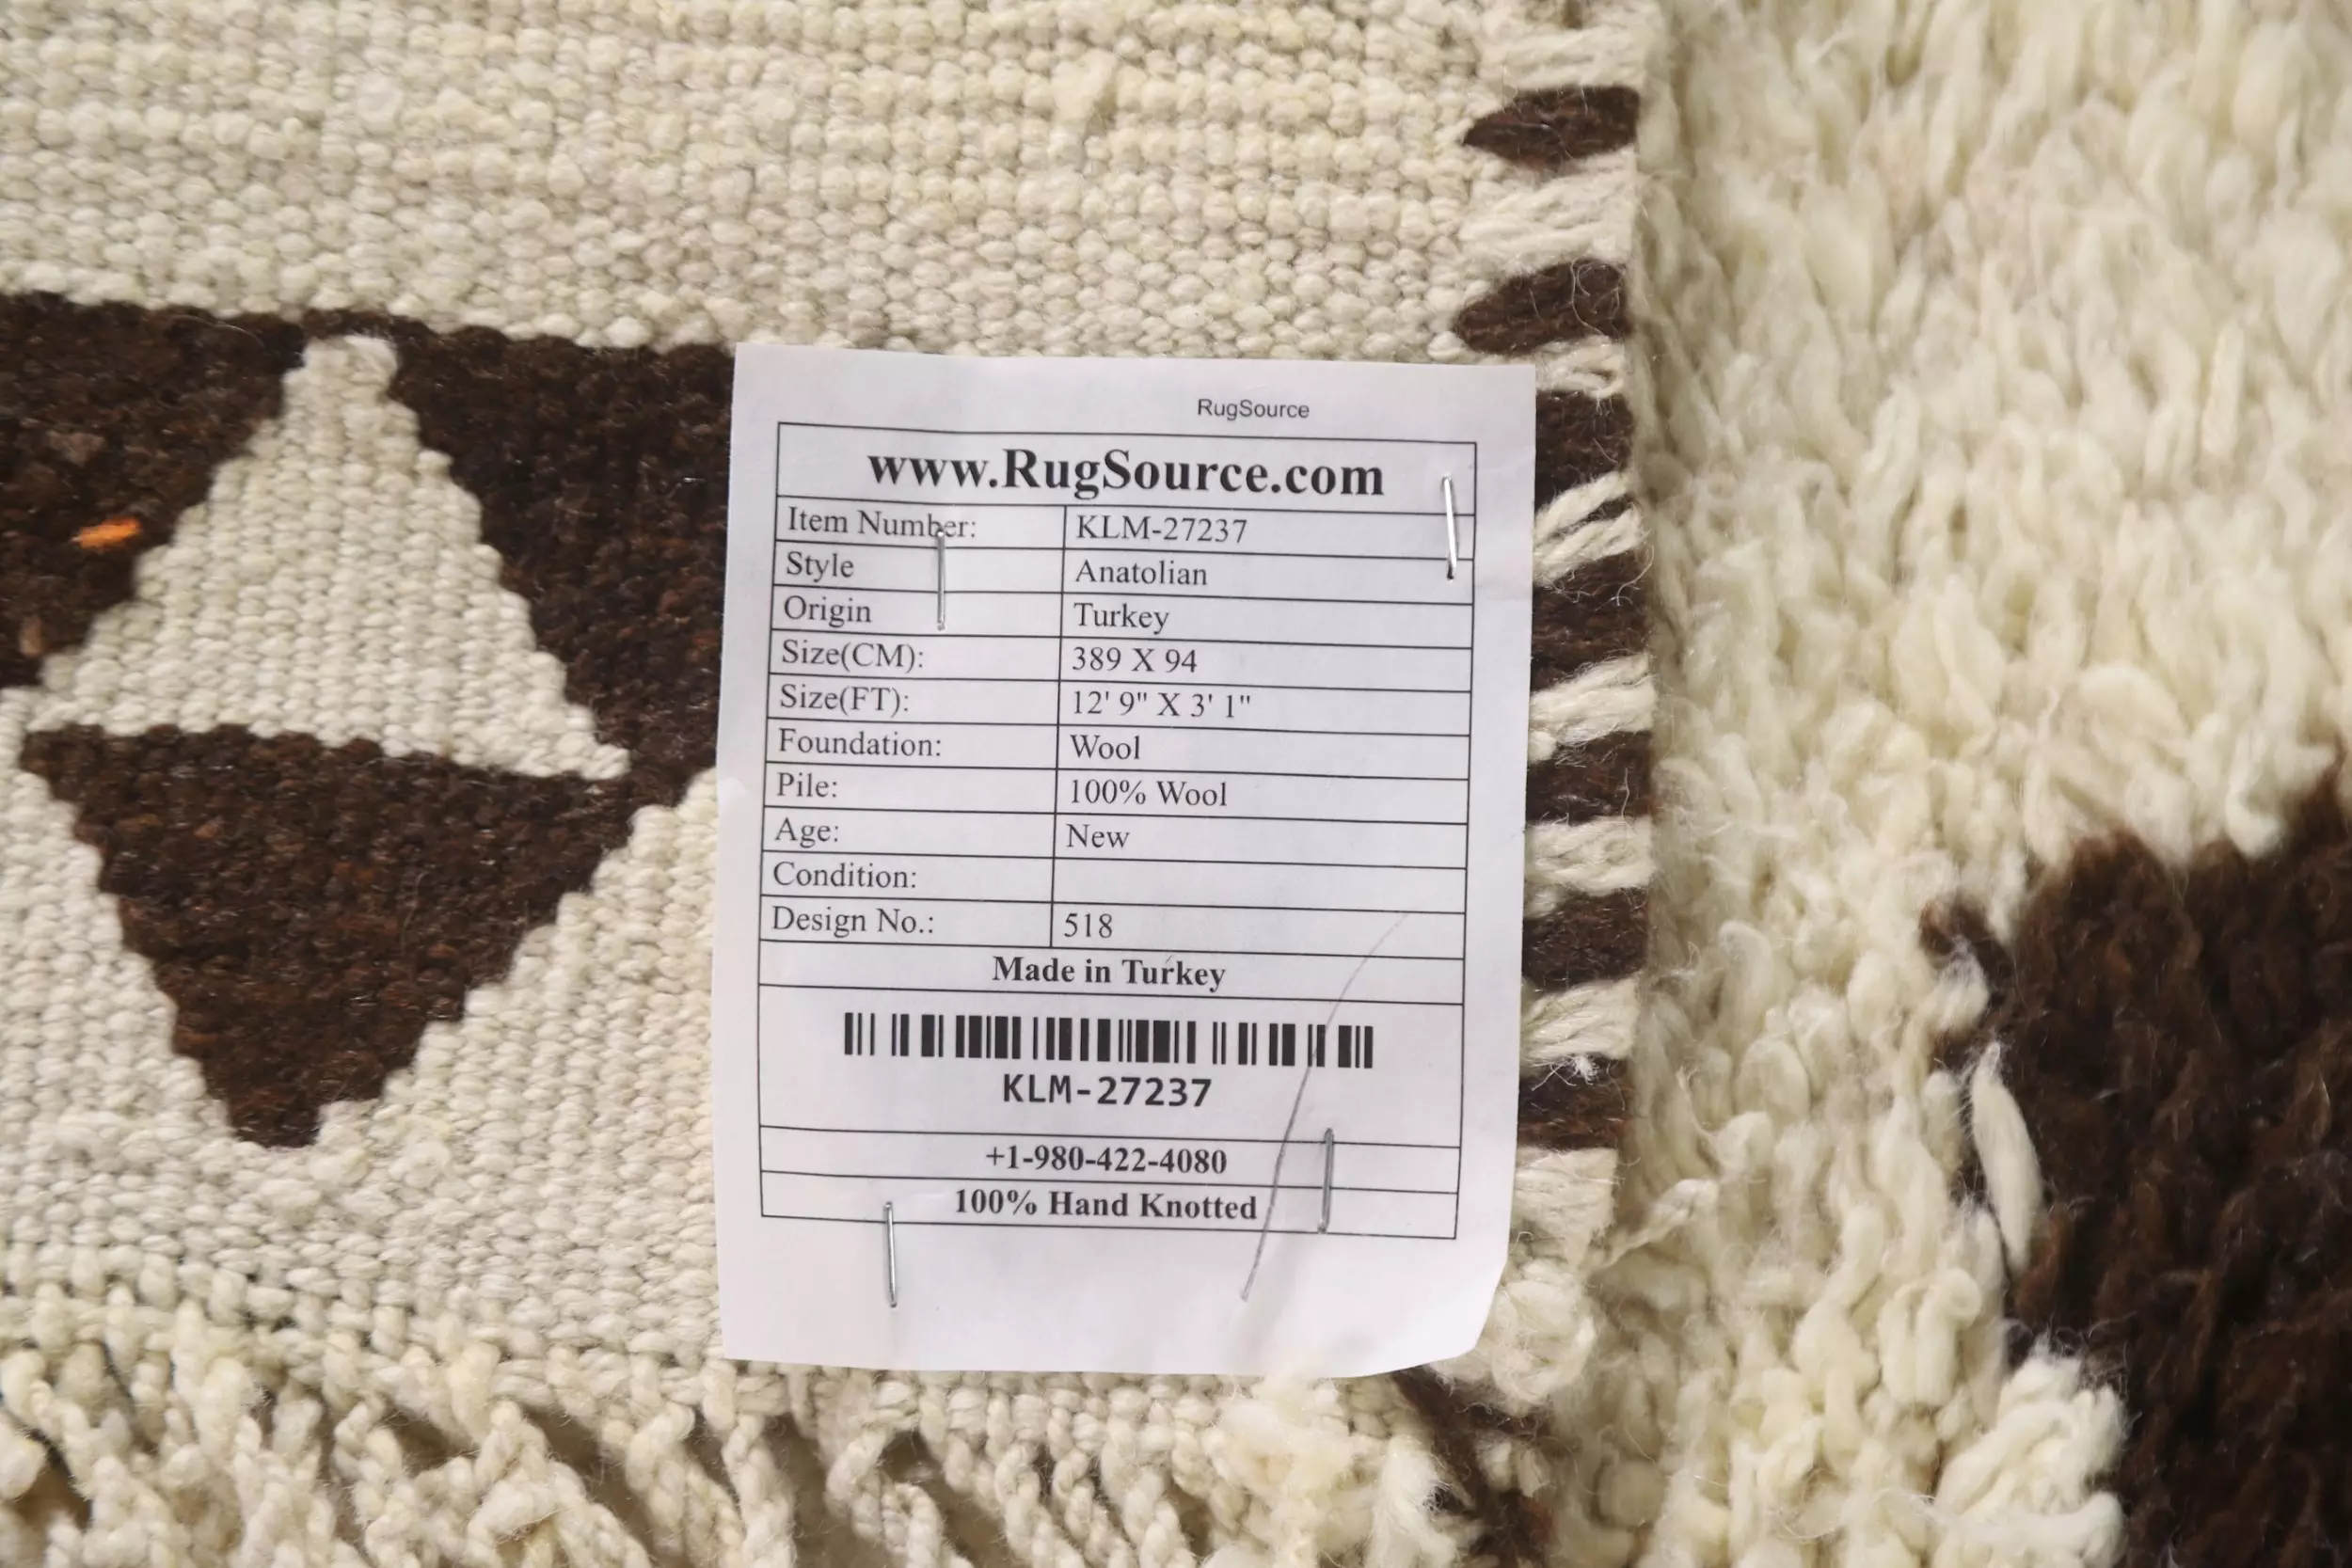 RugSource
www.RugSource.com
Item Number: KLM-27237
Style Anatolian
Origin Turkey
Size(CM): 389 X 94
Size(FT): 12' 9" X 3' 1"
Foundation: Wool
Pile: 100% Wool
Age: New
Condition:
Design No.: 518
Made in Turkey
KLM-27237
+1-980-422-4080
100% Hand Knotted